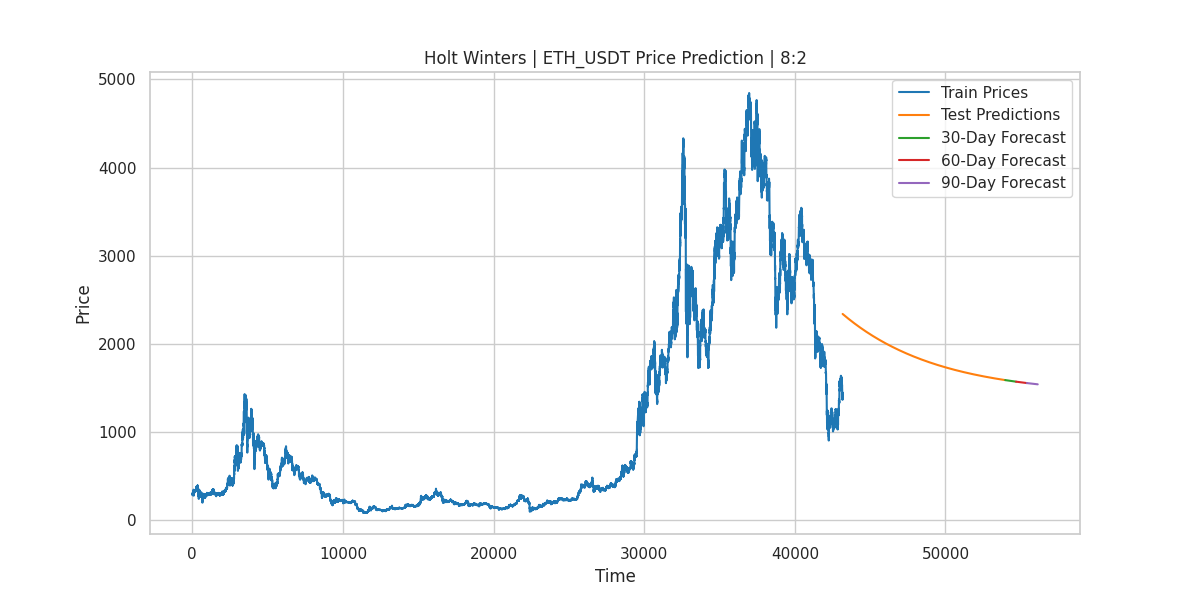 Holt Winters | ETH_USDT Price Prediction | 8:2
Train Prices
Test Predictions
30-Day Forecast
60-Day Forecast
90-Day Forecast
Price
5000
4000
3000
2000
1000
0
0 10000 20000 30000 40000 50000
Time